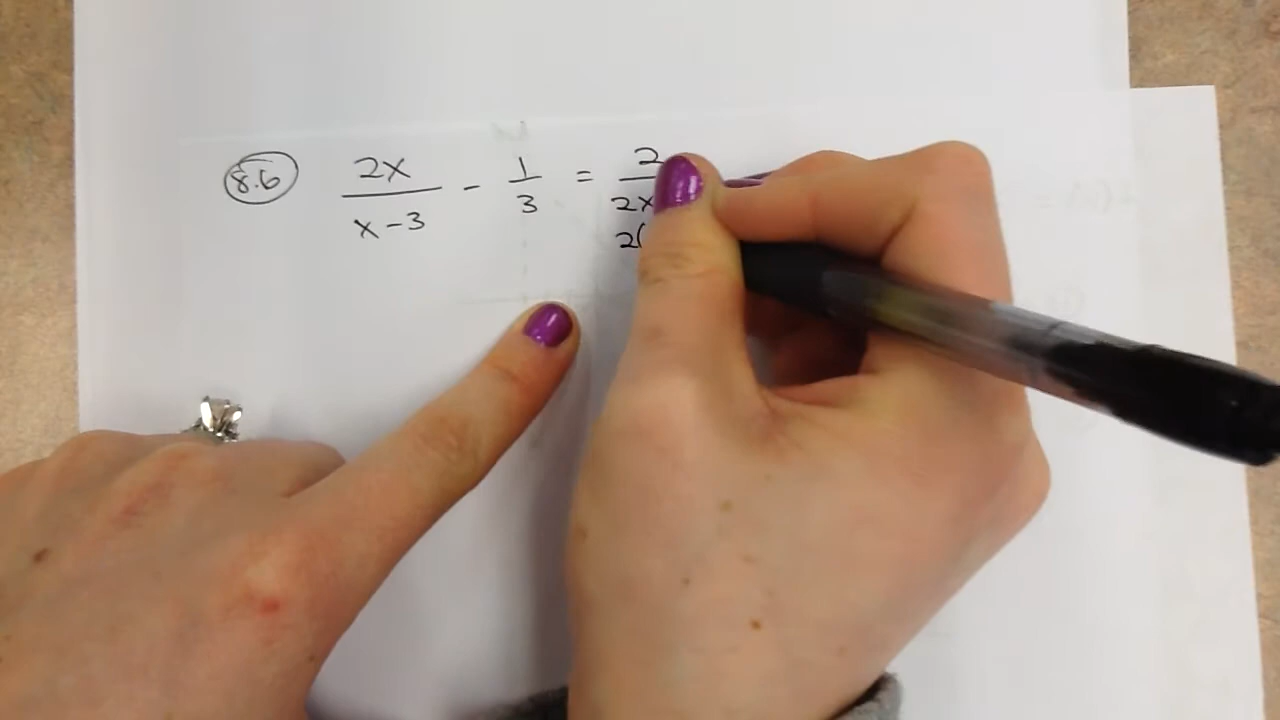 8.6 2x/x-3 - 1/3 = 2/2x
2(